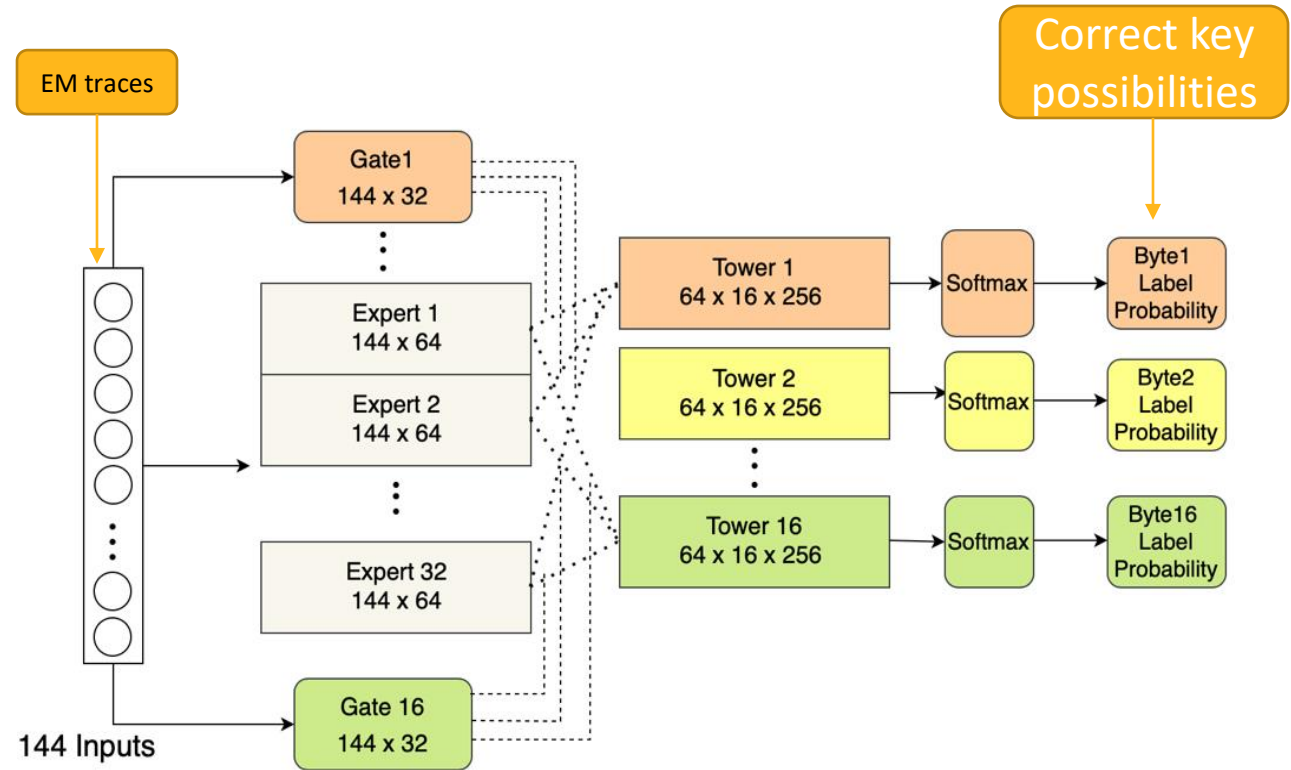 EM traces
Correct key
possibilities
Gate1
144 x 32
Expert 1
144 x 64
Expert 2
144 x 64
Expert 32
144 x 64
Gate 16
144 x 32
144 Inputs
Tower 1
64 x 16 x 256
Softmax
Byte1
Label
Probability
Tower 2
64 x 16 x 256
Softmax
Byte2
Label
Probability
Tower 16
64 x 16 x 256
Softmax
Byte16
Label
Probability